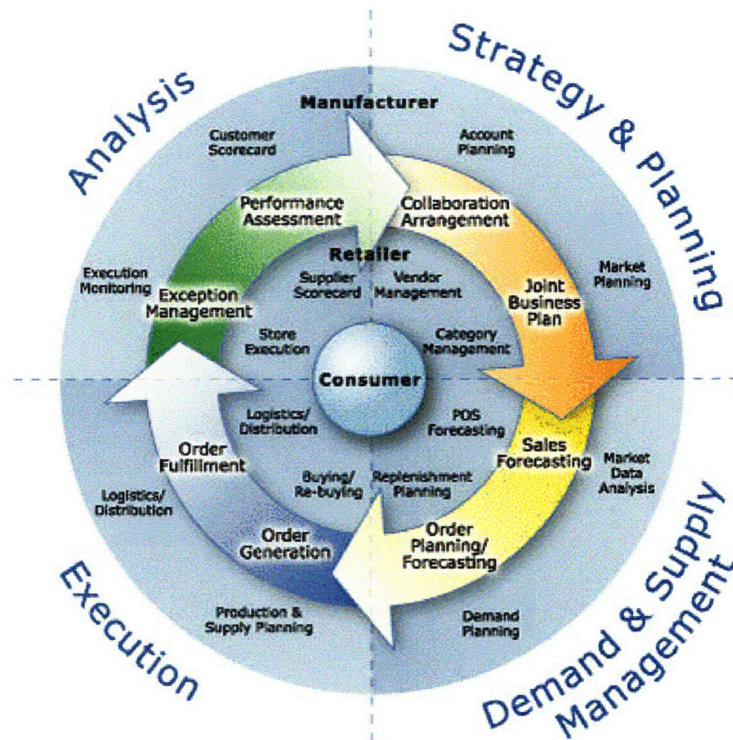 Analysis
Strategy & Planning
Manufacturer
Customer
Scorecard
Account
Planning
Performance
Assessment
Collaboration
Arrangement
Retailer
Execution
Monitoring
Exception
Management
Supplier
Scorecard
Vendor
Management
Joint
Business
Plan
Market
Planning
Store
Execution
Category
Management
Consumer
Logistics/
Distribution
POS
Forecasting
Order
Fulfillment
Sales
Forecasting
Market
Data
Analysis
Logistics/
Distribution
Buying/
Re-buying
Replenishment
Planning
Order
Generation
Order
Planning/
Forecasting
Production &
Supply Planning
Demand
Planning
Execution
Demand & Supply
Management